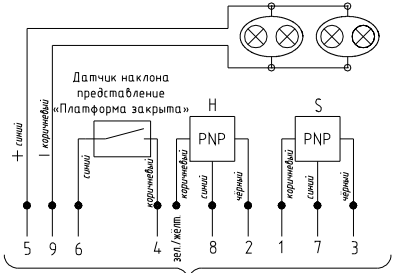 Датчик наклона
представление
«Платформа закрыта»
H
S
PNP
PNP
+ синий
− коричневый
синий
коричневый
зел./жёлт.
коричневый
синий
чёрный
коричневый
синий
чёрный
5 9 6 4 8 2 1 7 3